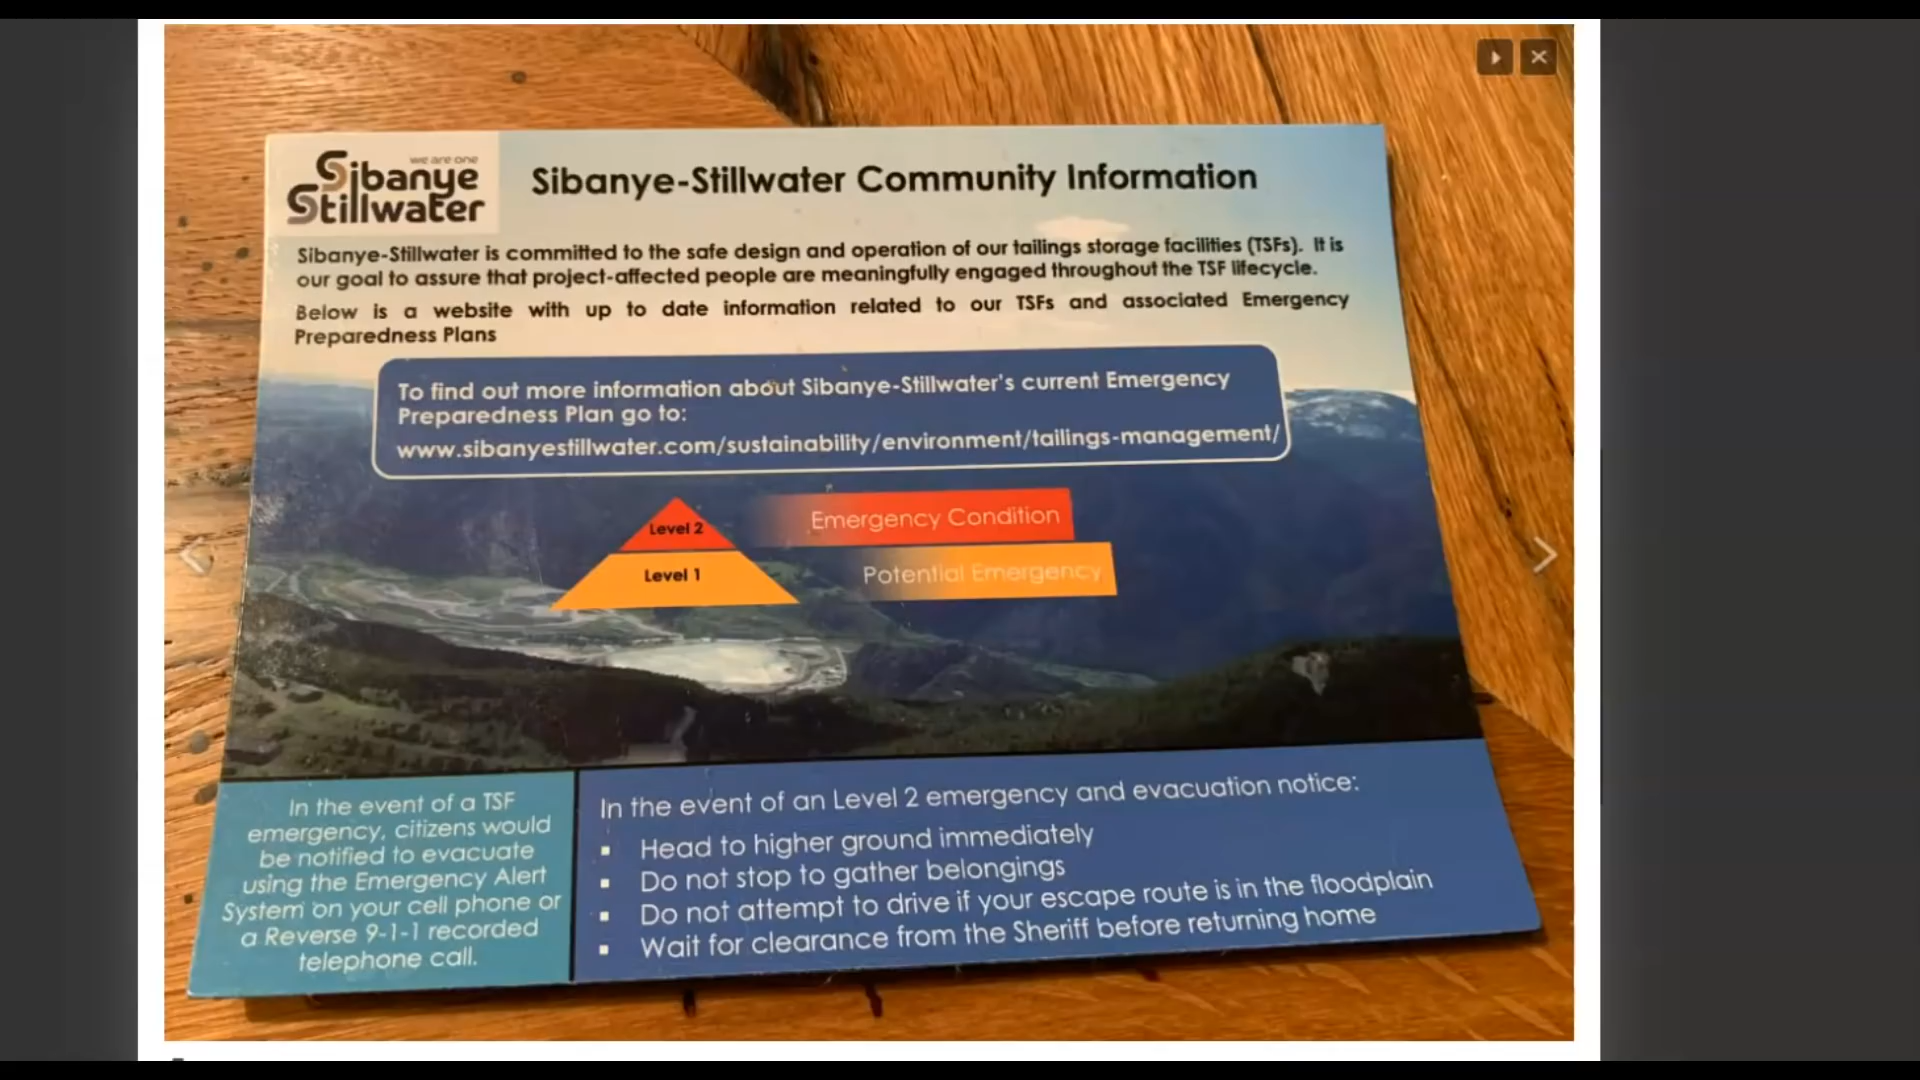 we are one
Sibanye
Stillwater
Sibanye-Stillwater Community Information
Sibanye-Stillwater is committed to the safe design and operation of our tailings storage facilities (TSFs). It is
our goal to assure that project-affected people are meaningfully engaged throughout the TSF lifecycle.
Below is a website with up to date information related to our TSFs and associated Emergency
Preparedness Plans
To find out more information about Sibanye-Stillwater's current Emergency
Preparedness Plan go to:
www.sibanyestillwater.com/sustainability/environment/tailings-management/
Level 2
Emergency Condition
Level 1
Potential Emergency
In the event of a TSF
emergency, citizens would
be notified to evacuate
using the Emergency Alert
System on your cell phone or
a Reverse 9-1-1 recorded
telephone call.
In the event of an Level 2 emergency and evacuation notice:
▪ Head to higher ground immediately
▪ Do not stop to gather belongings
▪ Do not attempt to drive if your escape route is in the floodplain
▪ Wait for clearance from the Sheriff before returning home